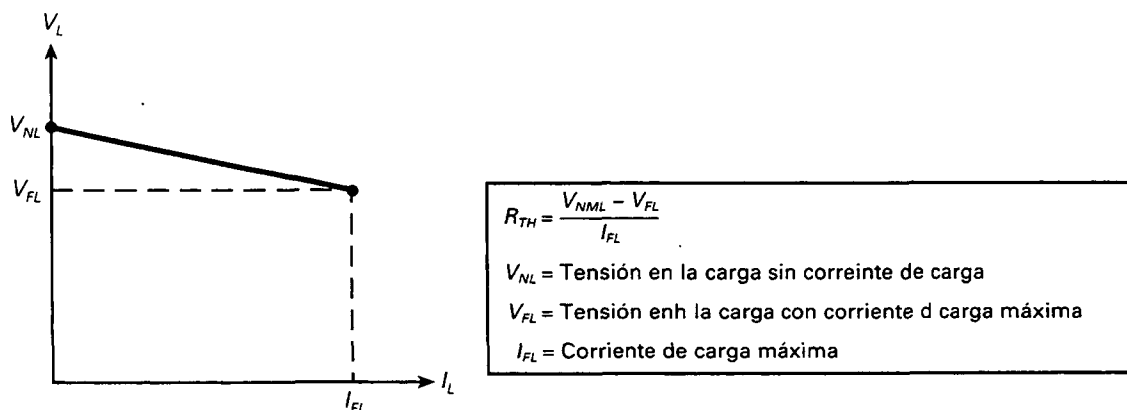 V_L
V_NL
V_FL
I_FL
I_L
R_TH = (V_NML − V_FL) / I_FL
V_NL = Tensión en la carga sin correinte de carga
V_FL = Tensión enh la carga con corriente d carga máxima
I_FL = Corriente de carga máxima